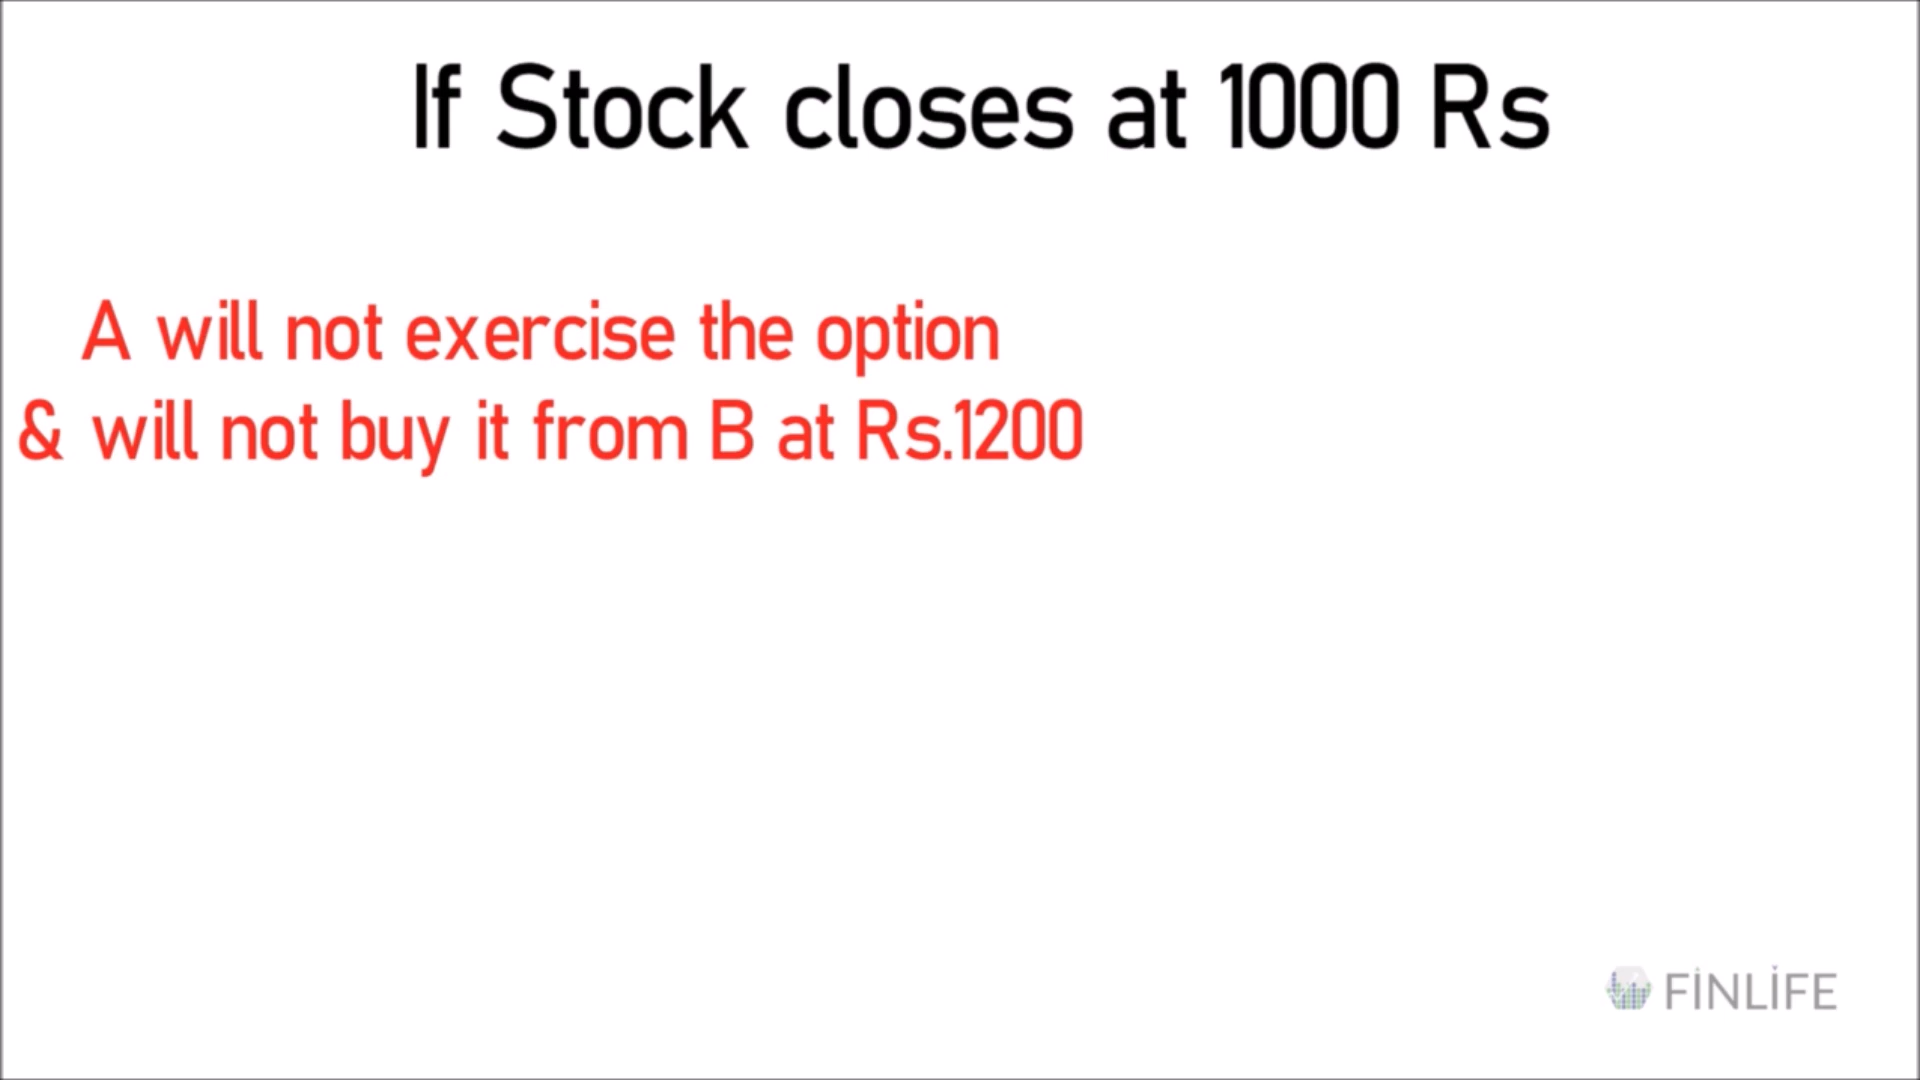 If Stock closes at 1000 Rs
A will not exercise the option
& will not buy it from B at Rs.1200
FINLIFE